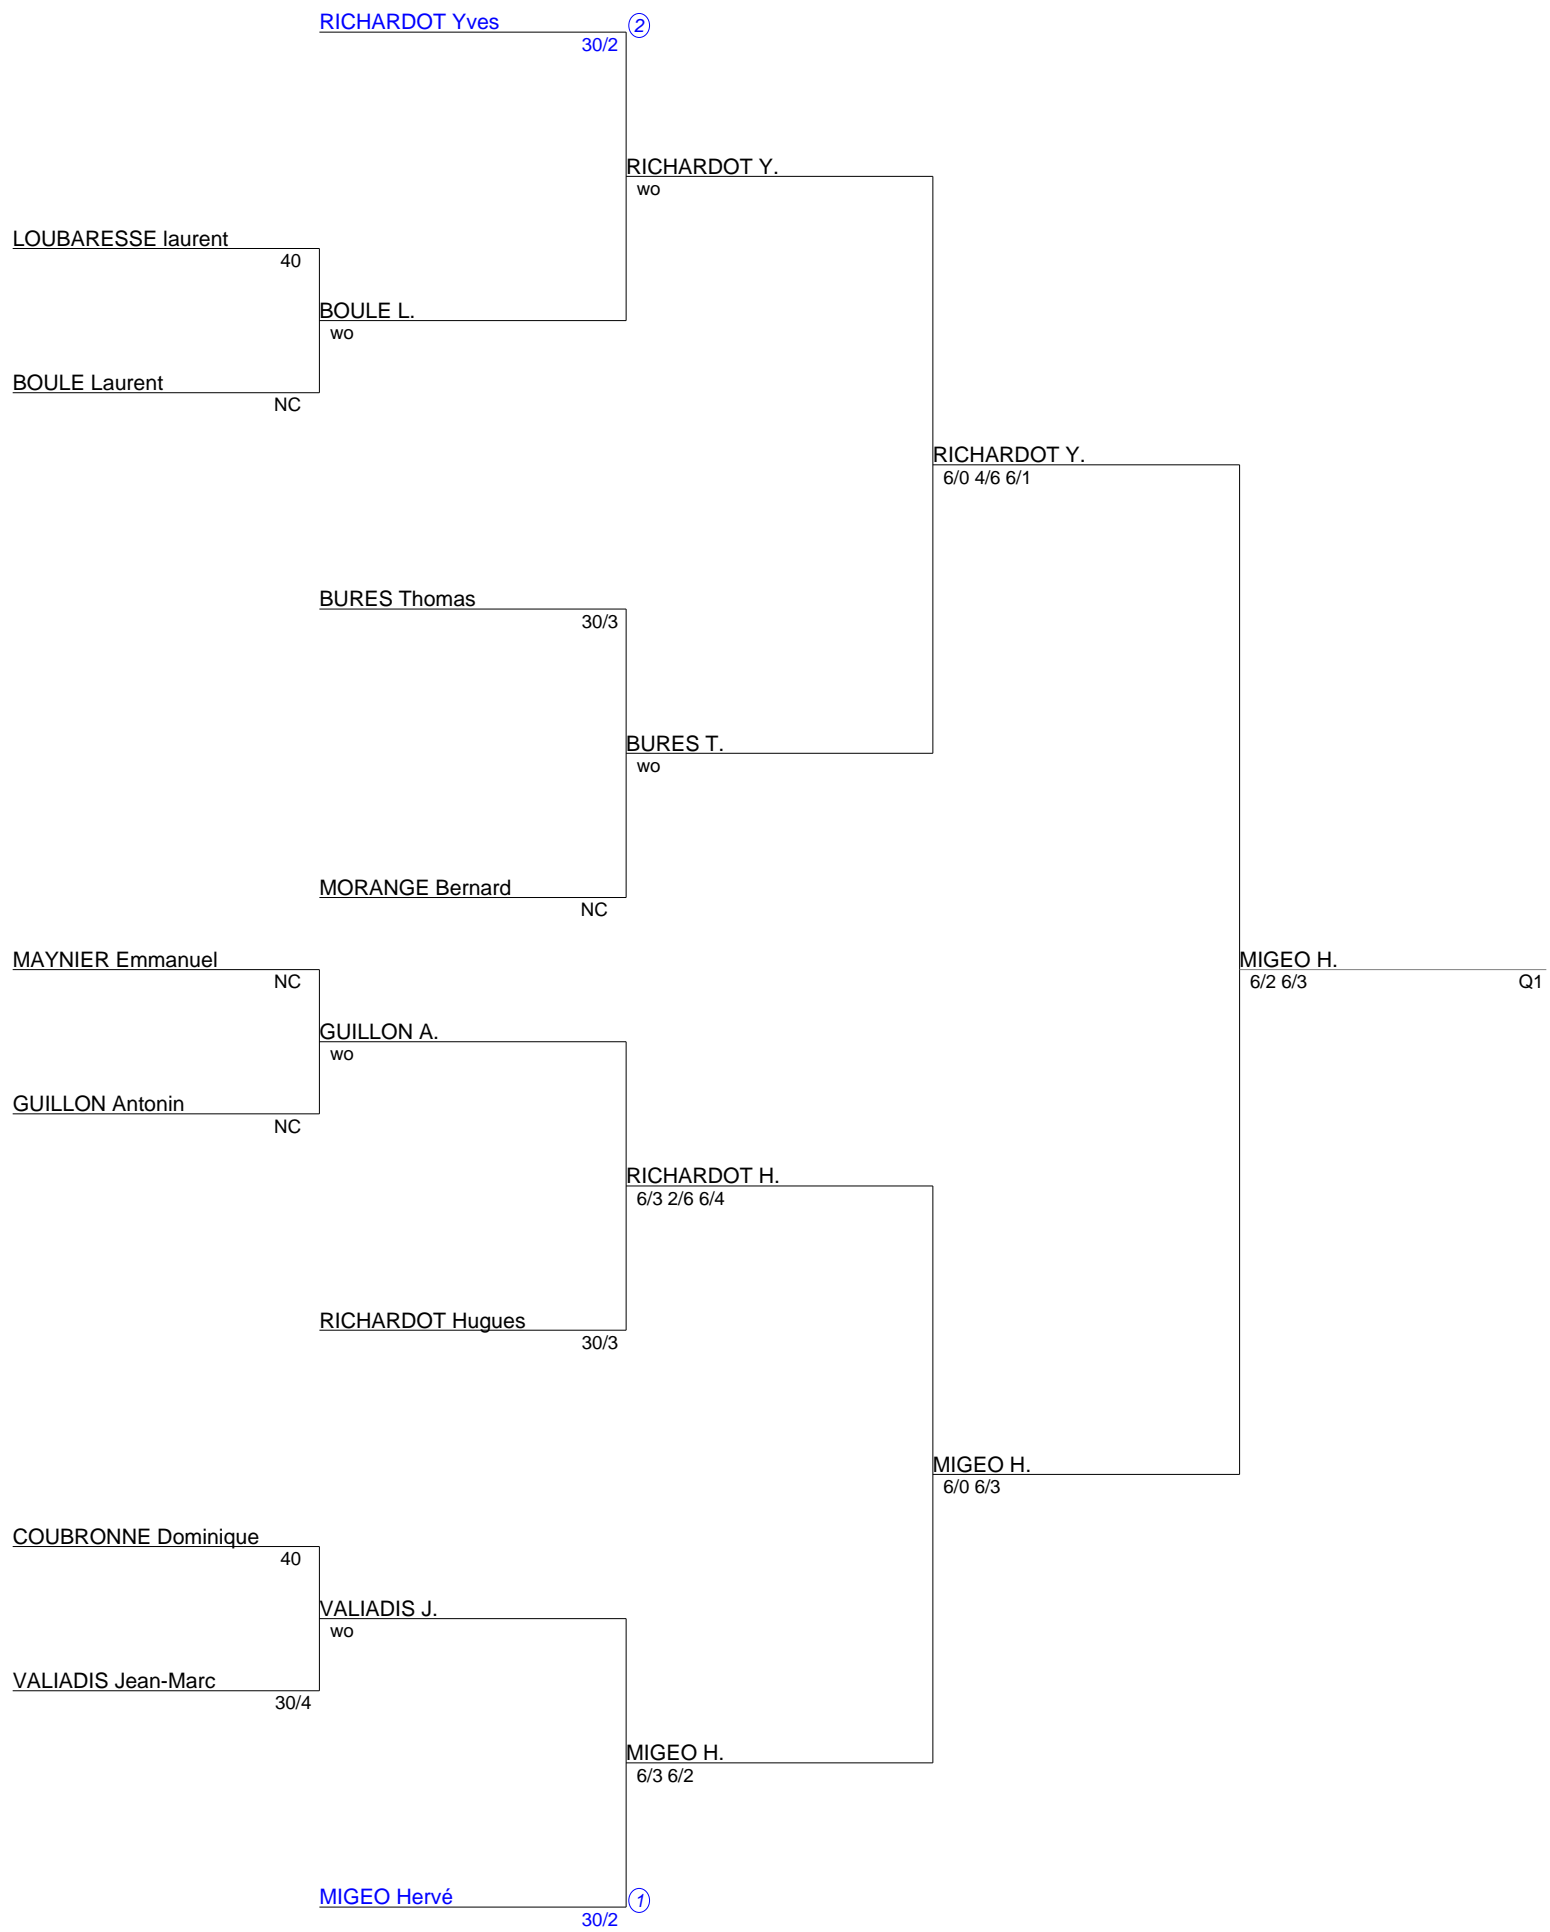 RICHARDOT Yves
2
30/2
RICHARDOT Y.
wo
LOUBARESSE laurent
40
BOULE L.
wo
BOULE Laurent
NC
RICHARDOT Y.
6/0 4/6 6/1
BURES Thomas
30/3
BURES T.
wo
MORANGE Bernard
NC
MAYNIER Emmanuel
NC
MIGEO H.
6/2 6/3
Q1
GUILLON A.
wo
GUILLON Antonin
NC
RICHARDOT H.
6/3 2/6 6/4
RICHARDOT Hugues
30/3
MIGEO H.
6/0 6/3
COUBRONNE Dominique
40
VALIADIS J.
wo
VALIADIS Jean-Marc
30/4
MIGEO H.
6/3 6/2
MIGEO Hervé
1
30/2